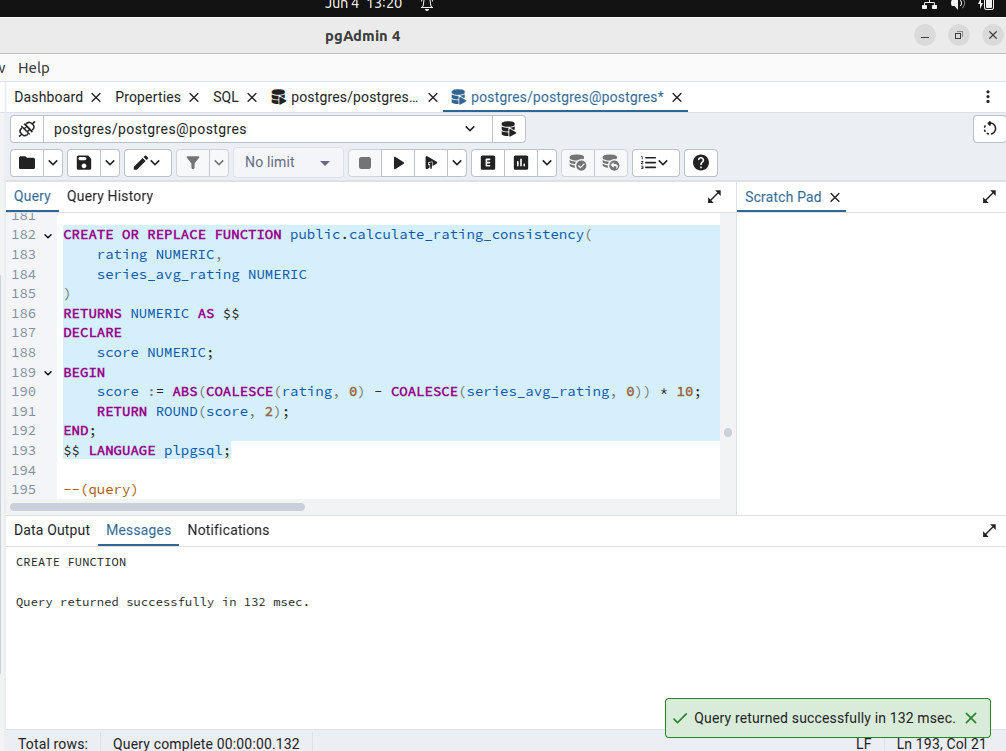 Jun 4 13:20
pgAdmin 4
Help
Dashboard Properties SQL postgres/postgres... postgres/postgres@postgres*
postgres/postgres@postgres
No limit E
Query Query History Scratch Pad
181
182 CREATE OR REPLACE FUNCTION public.calculate_rating_consistency(
183 rating NUMERIC,
184 series_avg_rating NUMERIC
185 )
186 RETURNS NUMERIC AS $$
187 DECLARE
188 score NUMERIC;
189 BEGIN
190 score := ABS(COALESCE(rating, 0) - COALESCE(series_avg_rating, 0)) * 10;
191 RETURN ROUND(score, 2);
192 END;
193 $$ LANGUAGE plpgsql;
194
195 --(query)
Data Output Messages Notifications
CREATE FUNCTION
Query returned successfully in 132 msec.
Query returned successfully in 132 msec.
Total rows: Query complete 00:00:00.132 LF Ln 193, Col 21